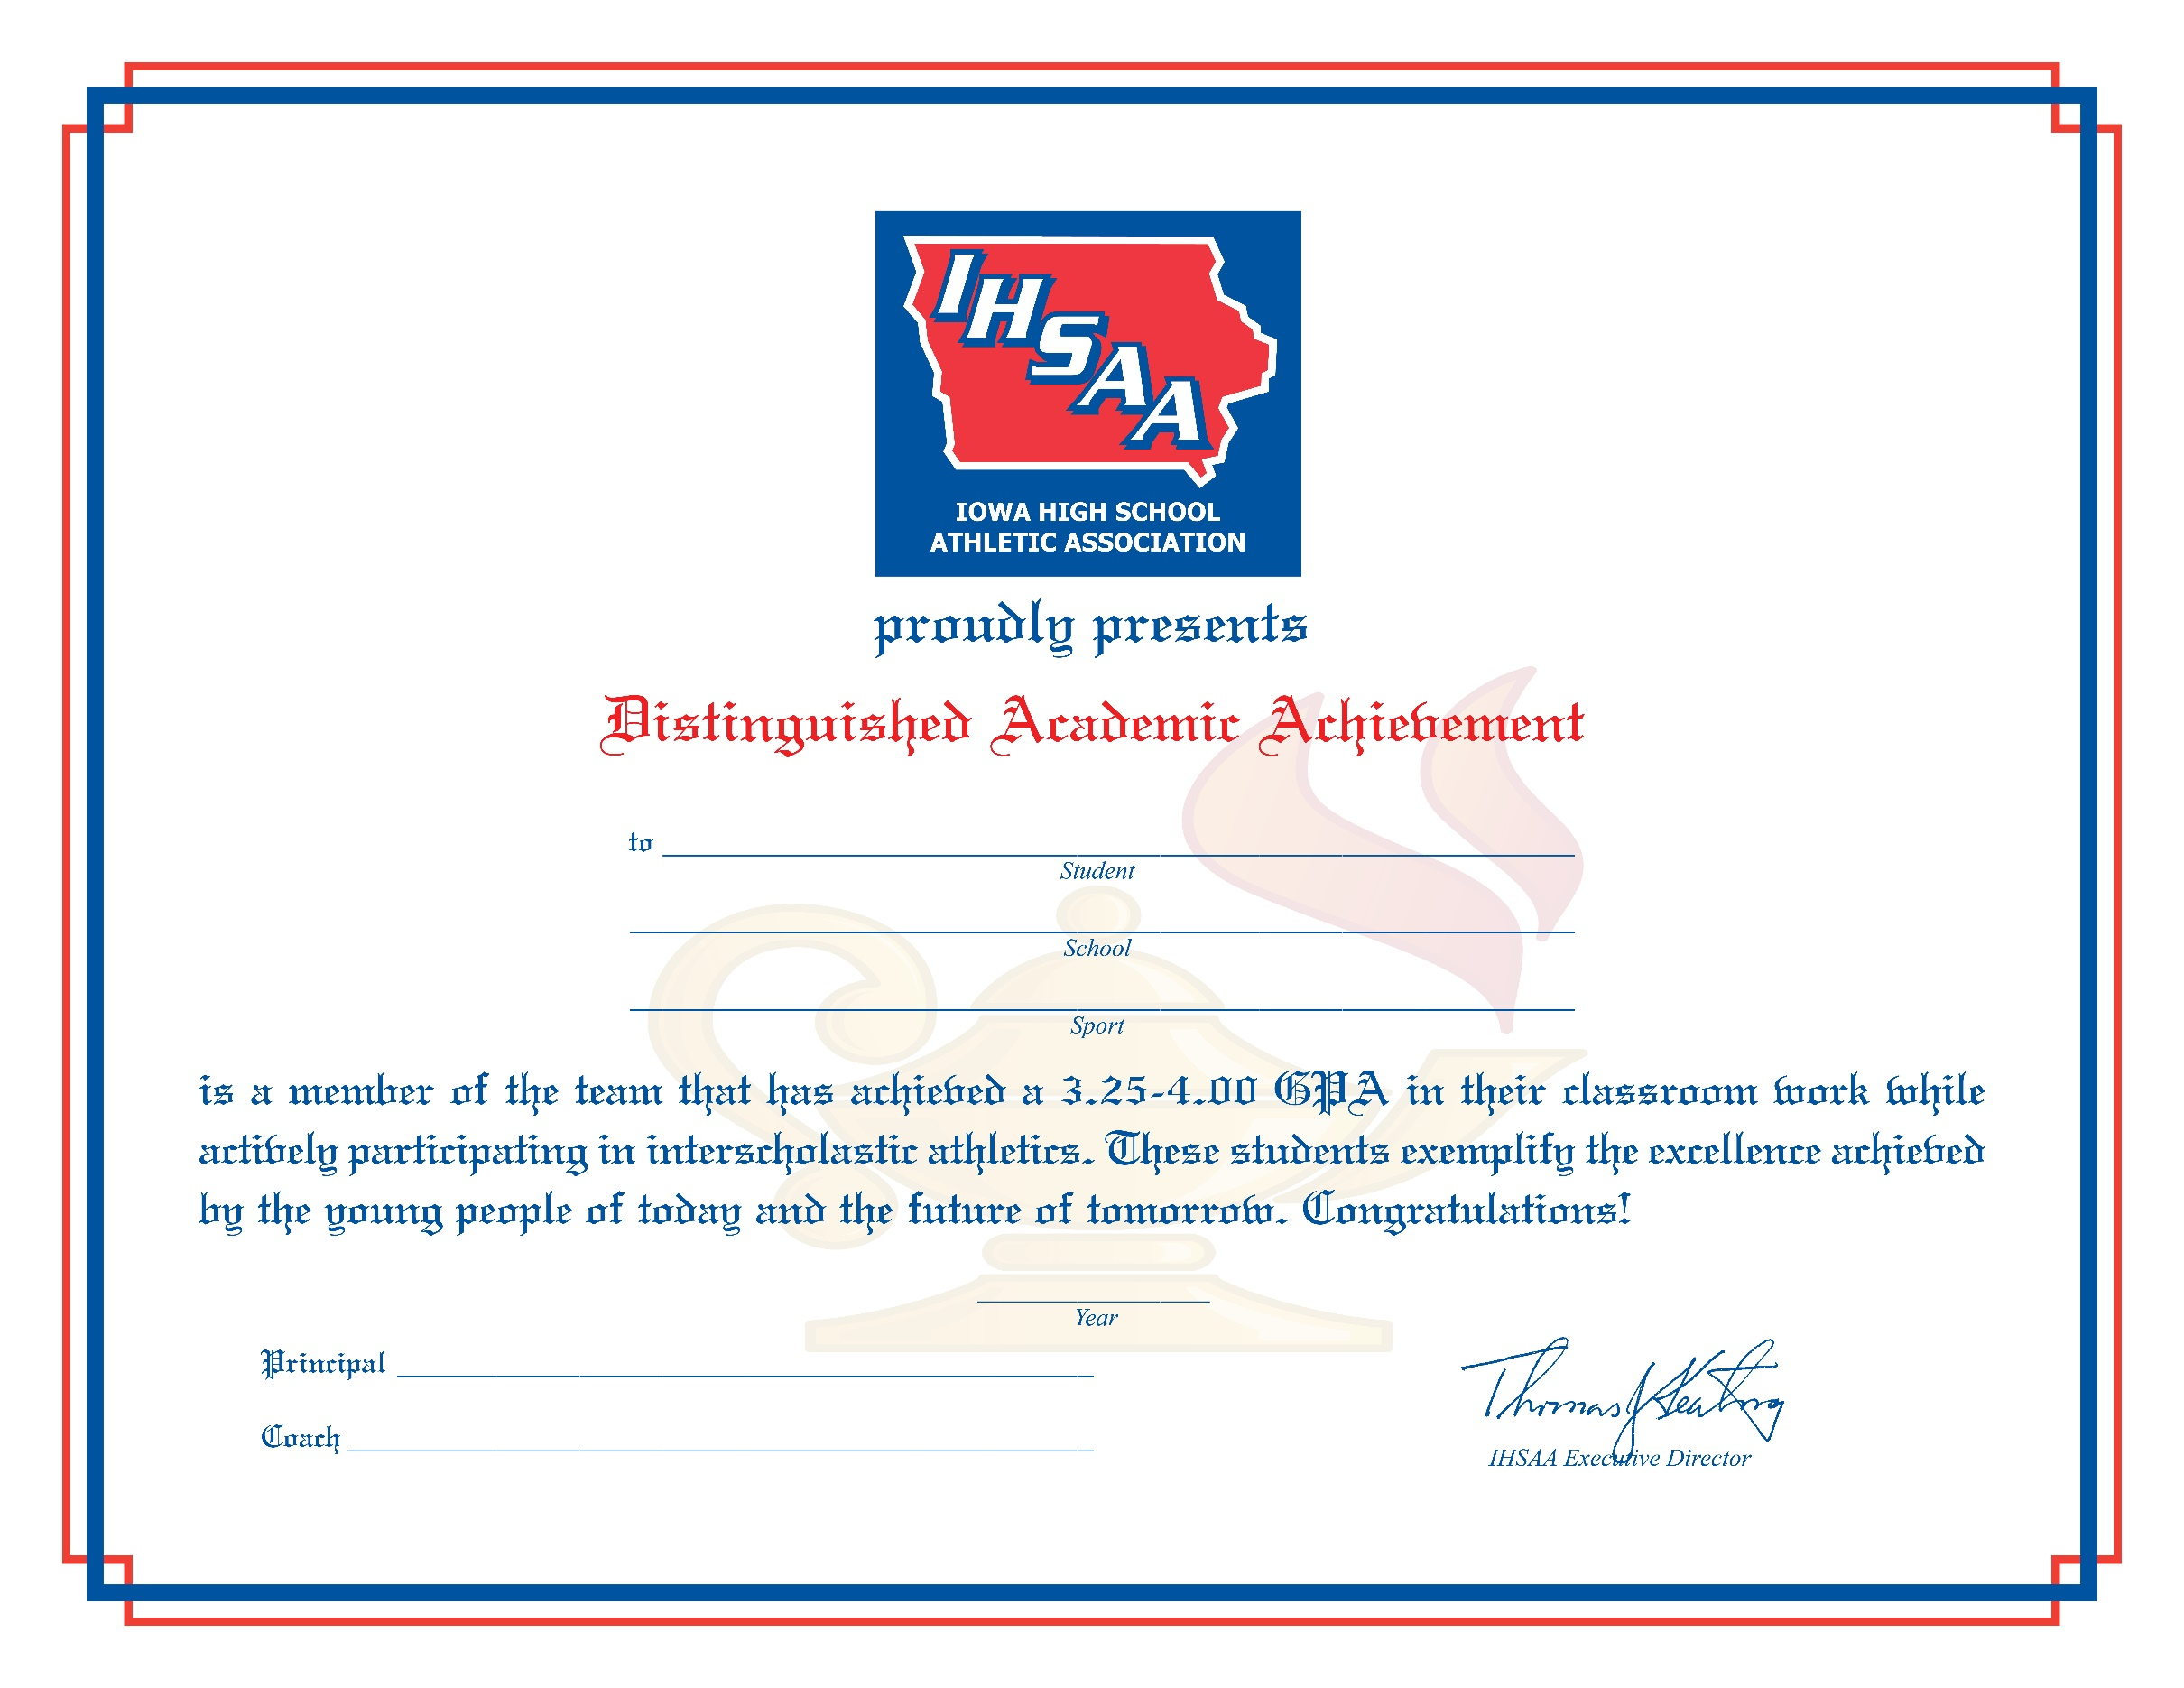 IHSAA
IOWA HIGH SCHOOL
ATHLETIC ASSOCIATION
proudly presents
Distinguished Academic Achievement
to
Student
School
Sport
is a member of the team that has achieved a 3.25-4.00 GPA in their classroom work while
actively participating in interscholastic athletics. These students exemplify the excellence achieved
by the young people of today and the future of tomorrow. Congratulations!
Year
Principal
Coach
Thomas J Keating
IHSAA Executive Director